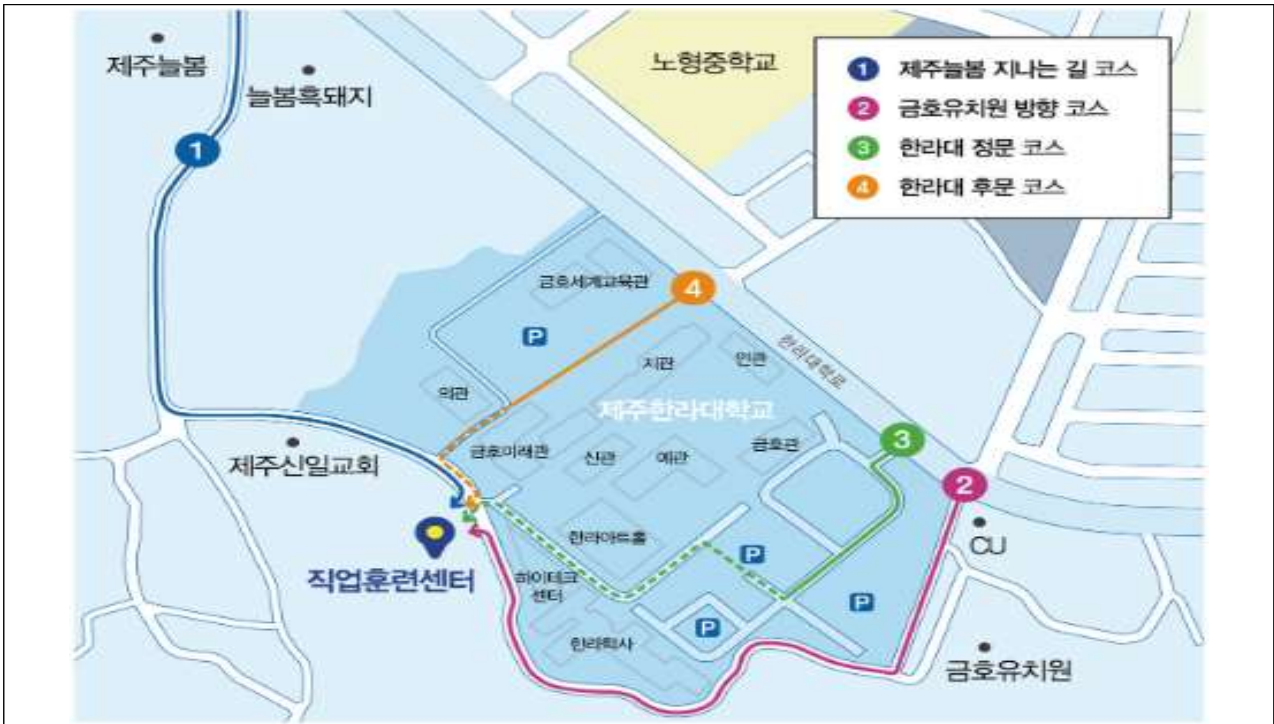 제주늘봄
늘봄흑돼지
노형중학교
1 제주늘봄 지나는 길 코스
2 금호유치원 방향 코스
3 한라대 정문 코스
4 한라대 후문 코스
1
금호세계교육관
4
P
지관
인관
한라대학로
의관
제주한라대학교
금호미래관
신관
예관
금호관
3
제주신일교회
2
CU
한라아트홀
P
직업훈련센터
하이테크
센터
P
P
한라학사
금호유치원